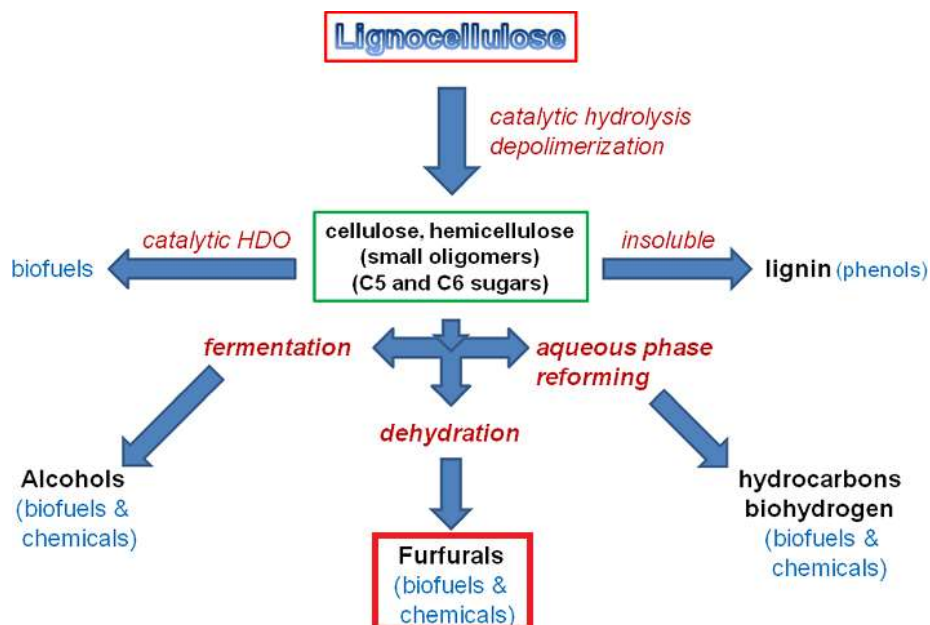 Lignocellulose
catalytic hydrolysis
depolimerization
catalytic HDO
biofuels
cellulose, hemicellulose
(small oligomers)
(C5 and C6 sugars)
insoluble
lignin (phenols)
fermentation
aqueous phase
reforming
dehydration
Alcohols
(biofuels &
chemicals)
Furfurals
(biofuels &
chemicals)
hydrocarbons
biohydrogen
(biofuels &
chemicals)